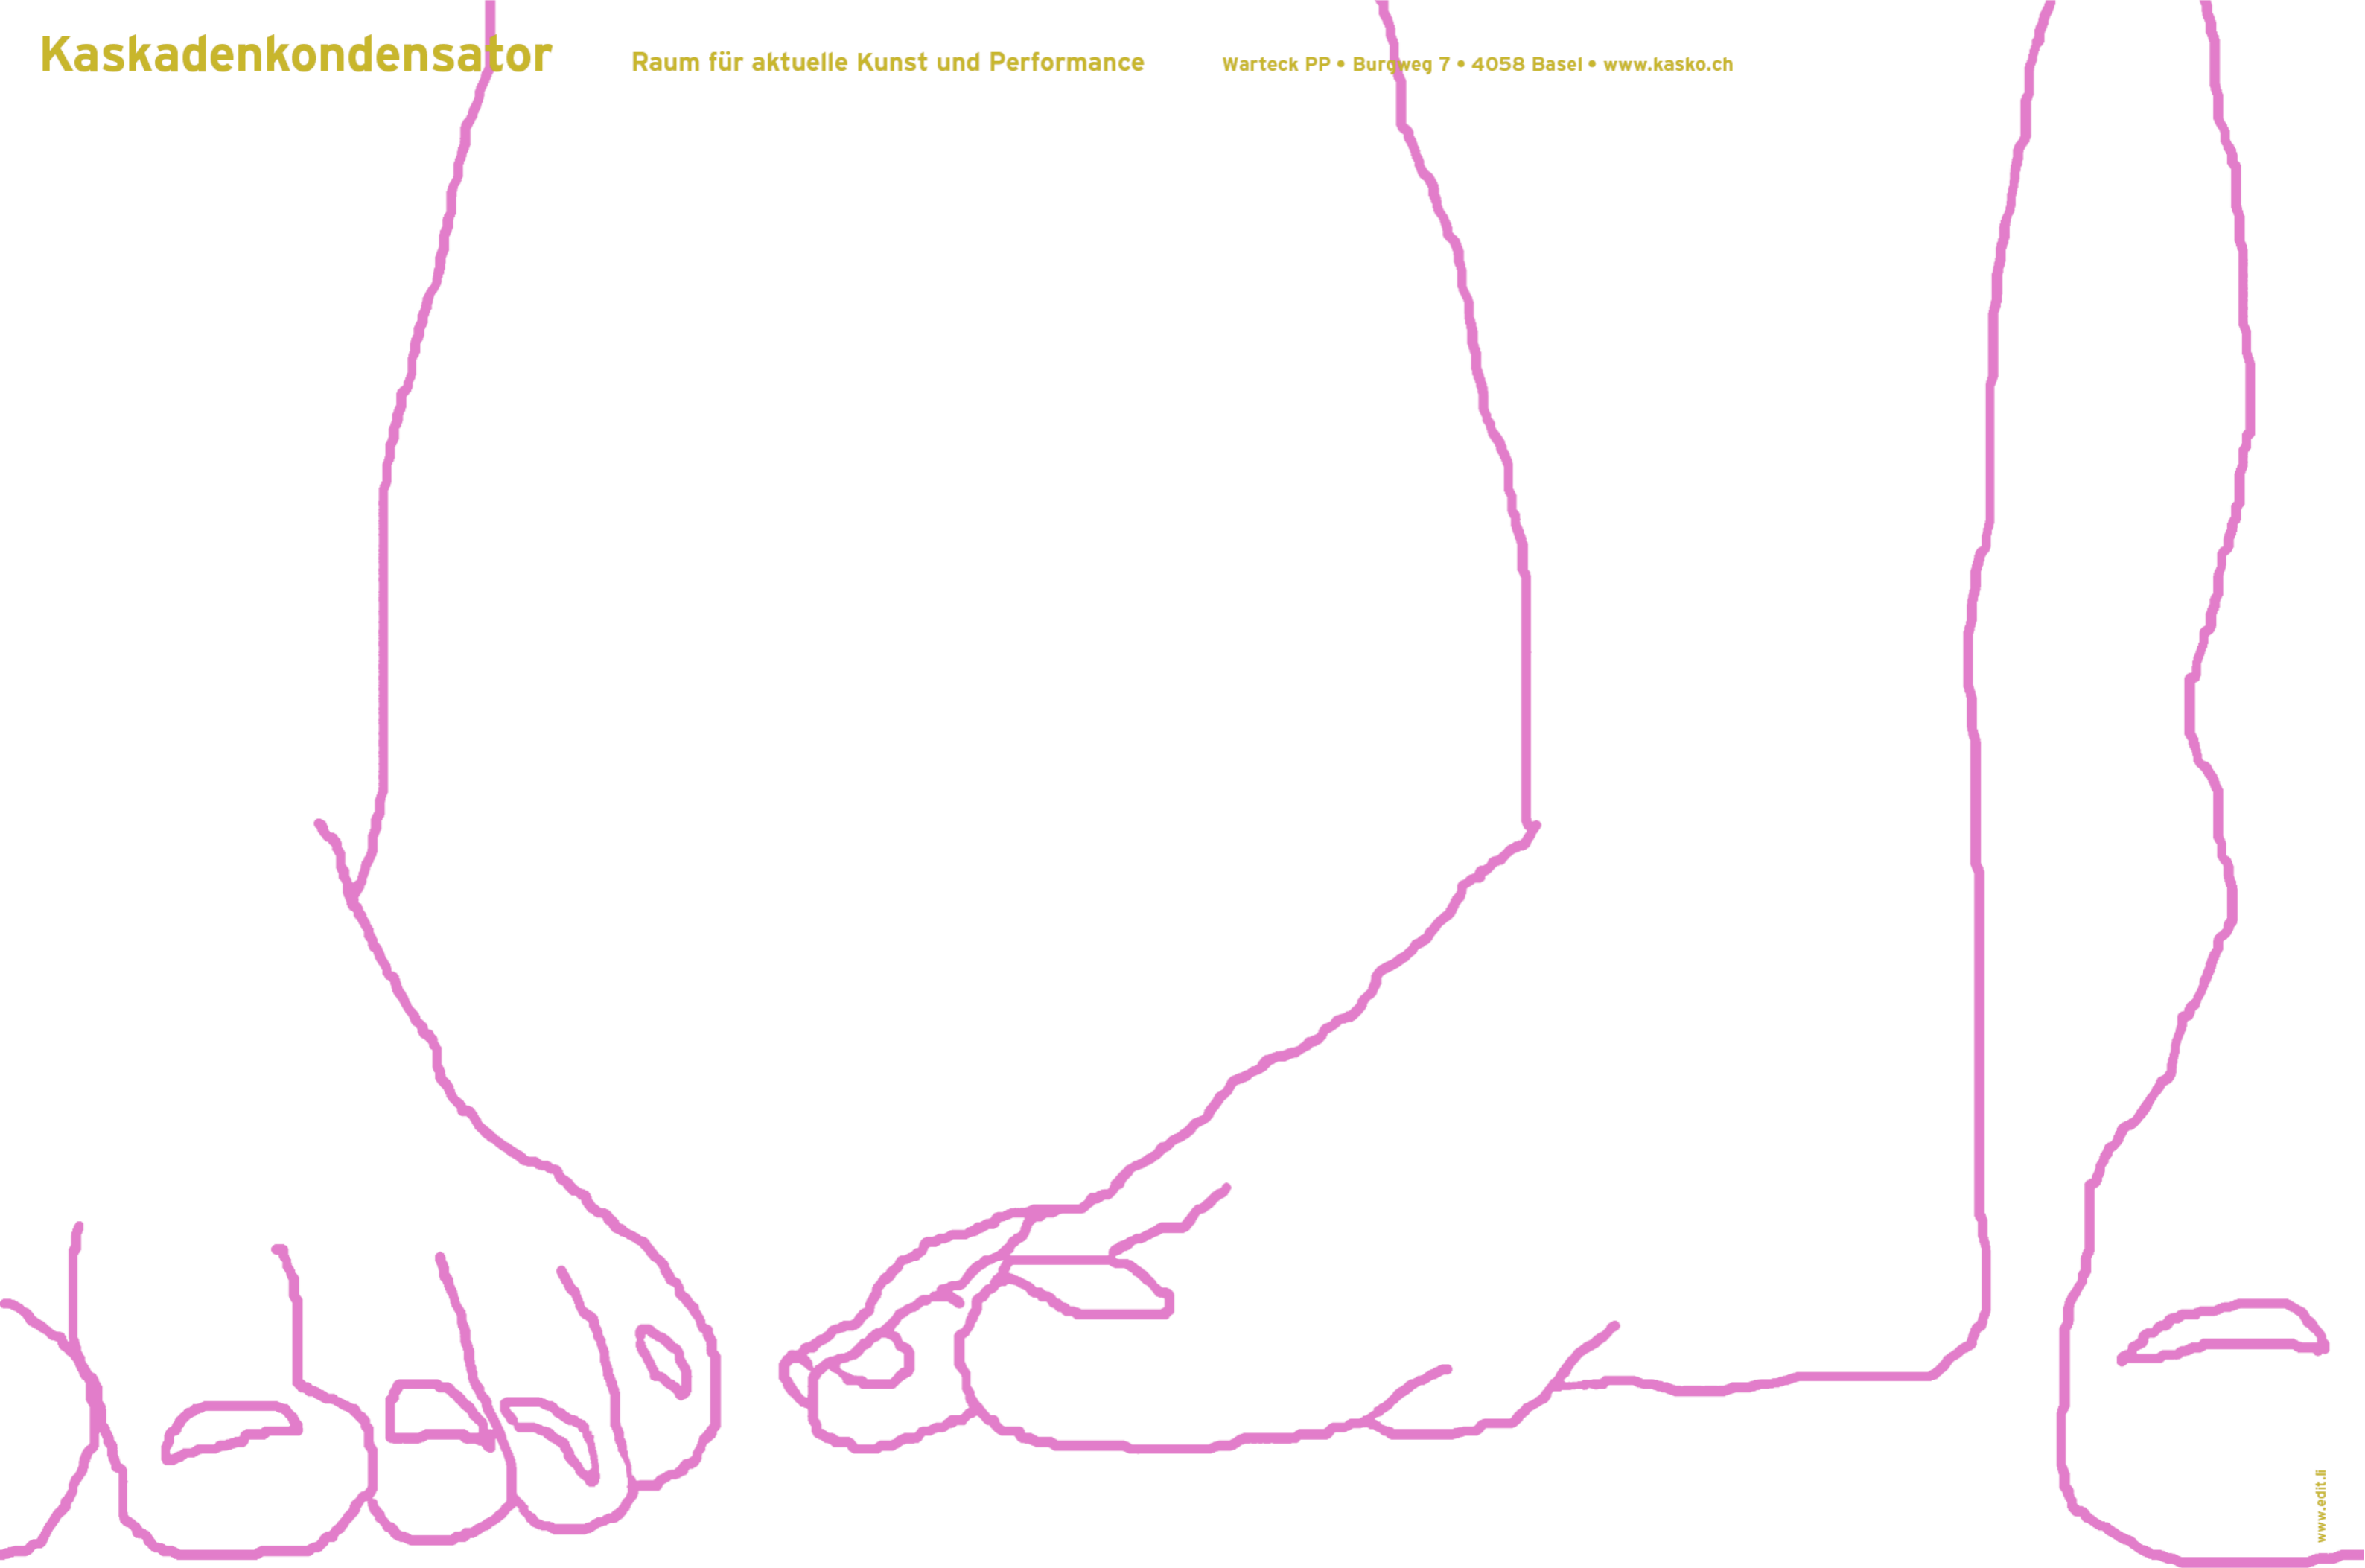 Kaskadenkondensator Raum für aktuelle Kunst und Performance Warteck PP • Burgweg 7 • 4058 Basel • www.kasko.ch
www.edit.li